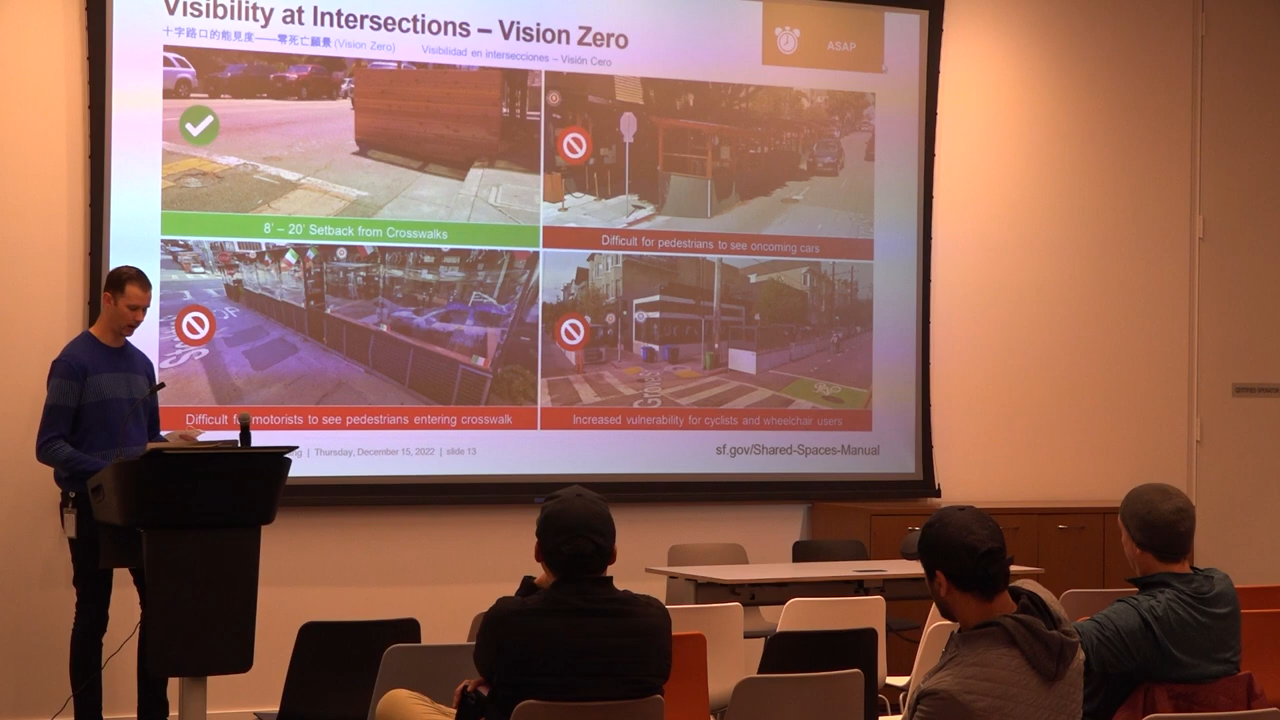 Visibility at Intersections – Vision Zero
十字路口的能見度——零死亡願景 (Vision Zero) Visibilidad en intersecciones – Visión Cero
ASAP
8’ – 20’ Setback from Crosswalks
Difficult for pedestrians to see oncoming cars
Difficult for motorists to see pedestrians entering crosswalk
Increased vulnerability for cyclists and wheelchair users
| Thursday, December 15, 2022 | slide 13
sf.gov/Shared-Spaces-Manual